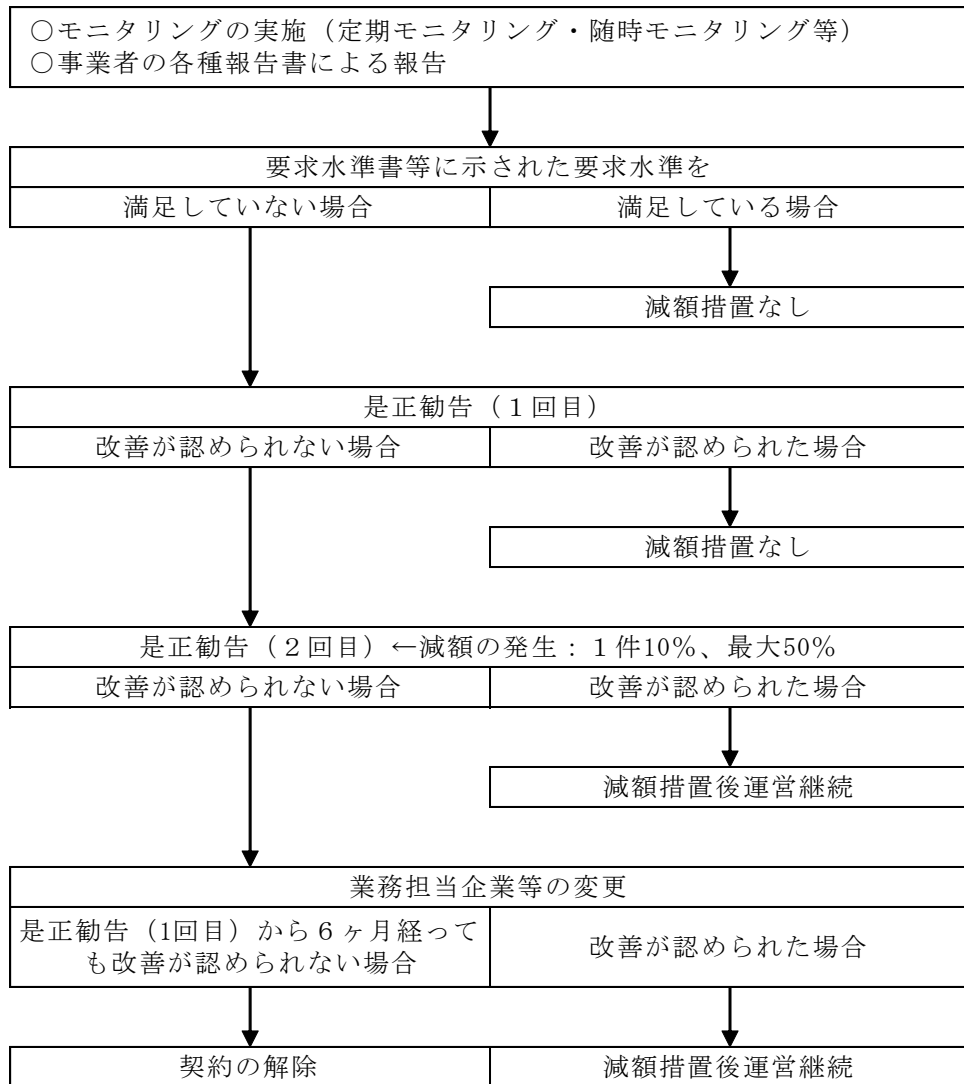 ○モニタリングの実施（定期モニタリング・随時モニタリング等）
○事業者の各種報告書による報告
要求水準書等に示された要求水準を
満足していない場合
満足している場合
減額措置なし
是正勧告（１回目）
改善が認められない場合
改善が認められた場合
減額措置なし
是正勧告（２回目）←減額の発生：１件10%、最大50%
改善が認められない場合
改善が認められた場合
減額措置後運営継続
業務担当企業等の変更
是正勧告（1回目）から６ヶ月経って
も改善が認められない場合
改善が認められた場合
契約の解除
減額措置後運営継続